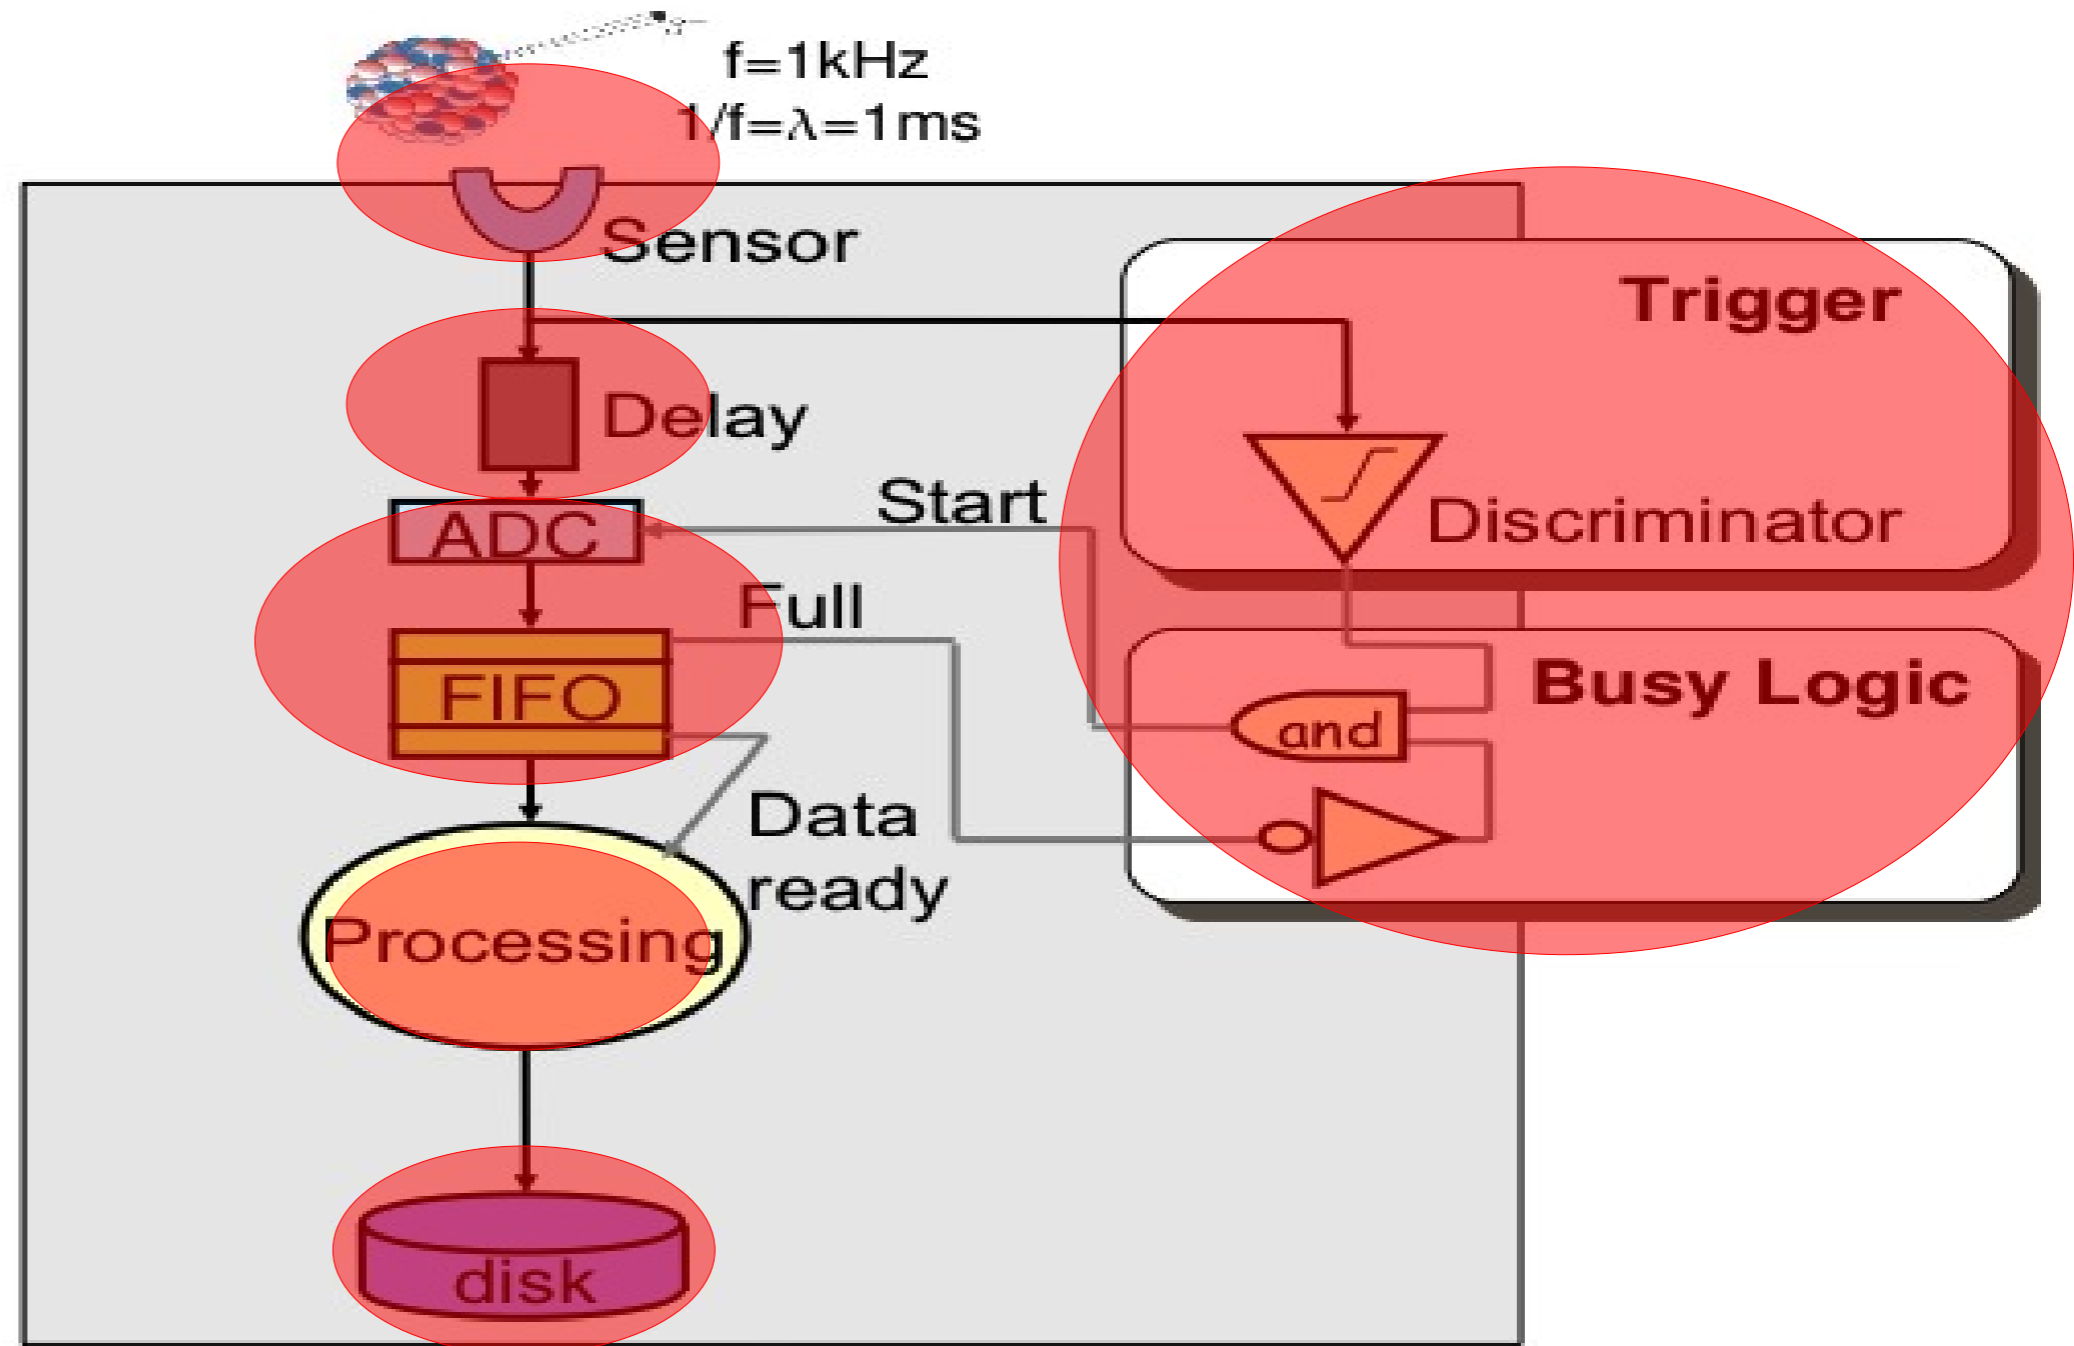 f=1kHz
1/f=λ=1ms
Sensor
Trigger
Delay
Start
ADC
Discriminator
Full
FIFO
Busy Logic
and
Data
ready
Processing
disk